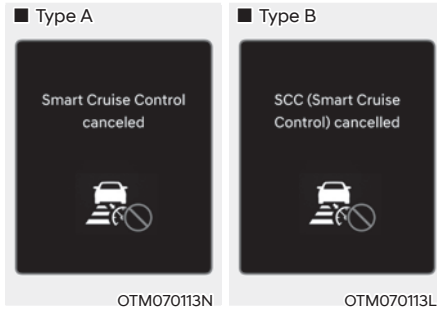 ■ Type A
Smart Cruise Control
canceled
OTM070113N
■ Type B
SCC (Smart Cruise
Control) cancelled
OTM070113L